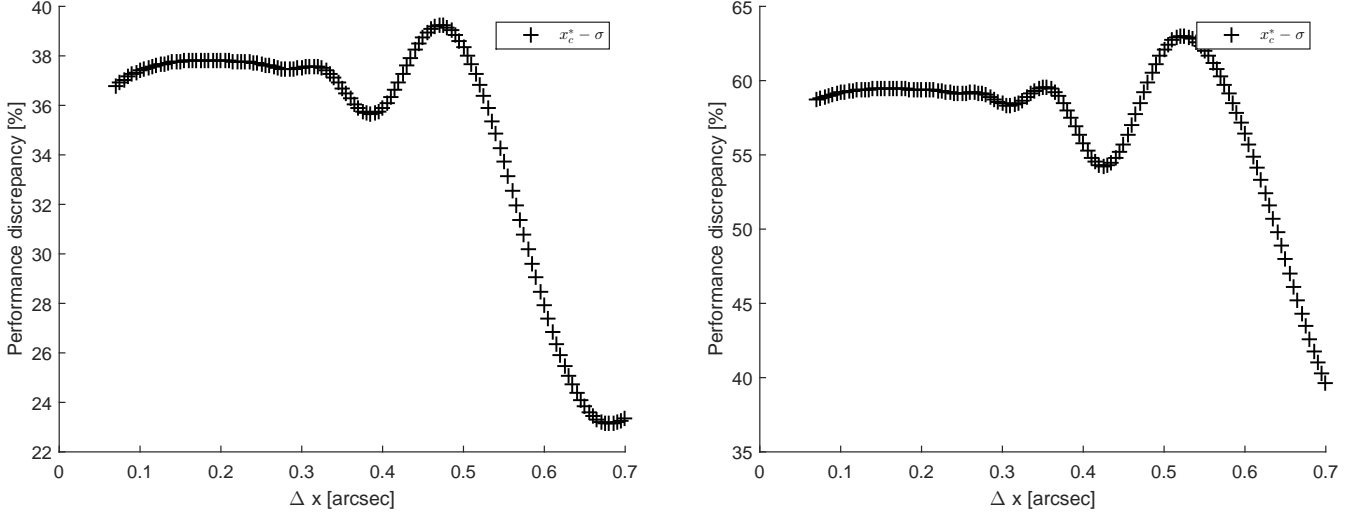 40
38
36
34
32
30
28
26
24
22
Performance discrepancy [%]
0 0.1 0.2 0.3 0.4 0.5 0.6 0.7
Δ x [arcsec]
x_c^* − σ
65
60
55
50
45
40
35
Performance discrepancy [%]
0 0.1 0.2 0.3 0.4 0.5 0.6 0.7
Δ x [arcsec]
x_c^* − σ